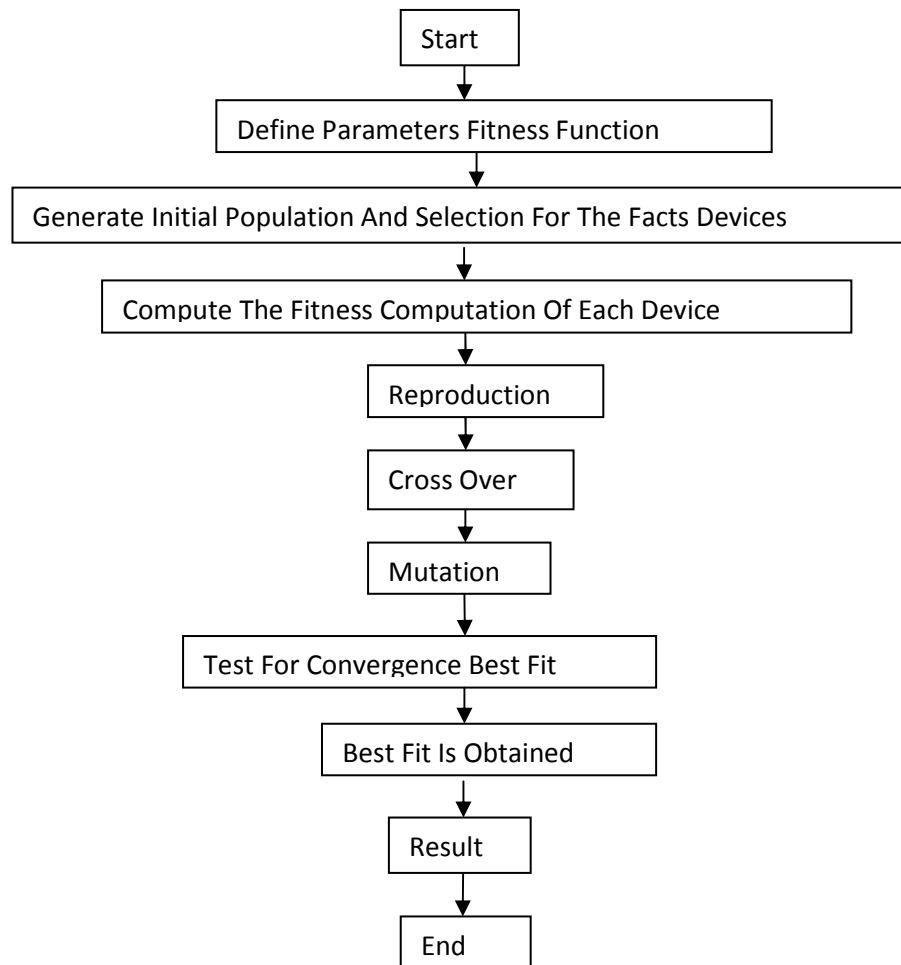 Start
Define Parameters Fitness Function
Generate Initial Population And Selection For The Facts Devices
Compute The Fitness Computation Of Each Device
Reproduction
Cross Over
Mutation
Test For Convergence Best Fit
Best Fit Is Obtained
Result
End